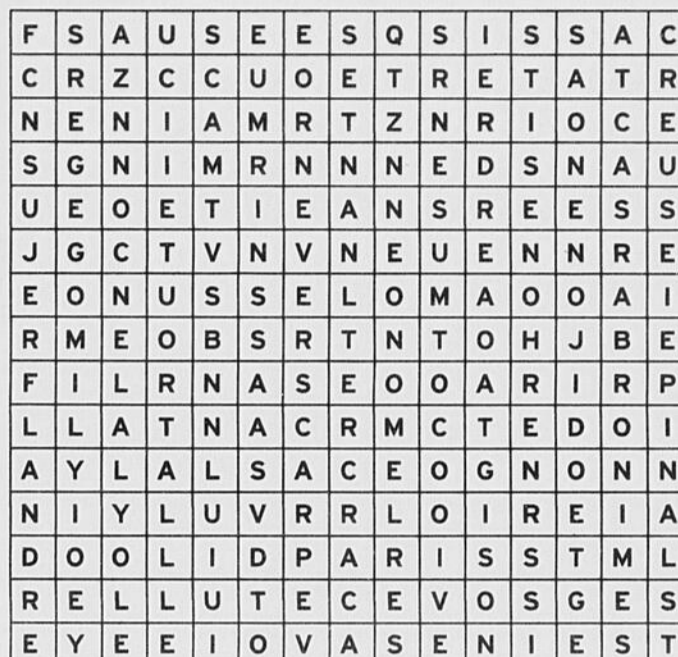 F S A U S E E S Q S I S S A C
C R Z C C U O E T R E T A T R
N E N I A M R T Z N R I O C E
S G N I M R N N N E D S N A U
U E O E T I E A N S R E E S S
J G C T V N V N E U E N N R E
E O N U S S E L O M A O O A I
R M E O B S R T N T O H J B E
F I L R N A S E O O A R I R P
L L A T N A C R M C T E D O I
A Y L A L S A C E O G N O N N
N I Y L U V R R L O I R E I A
D O O L I D P A R I S S T M L
R E L L U T E C E V O S G E S
E Y E E I O V A S E N I E S T